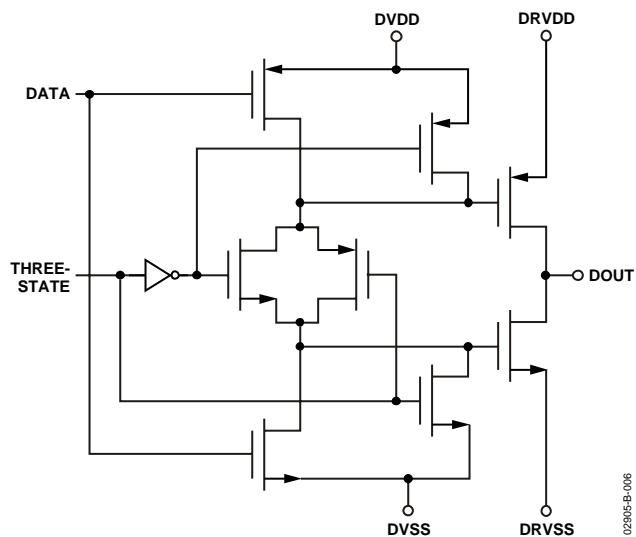 DVDD
DRVDD
DATA
THREE-
STATE
DOUT
DVSS
DRVSS
02905-B-006